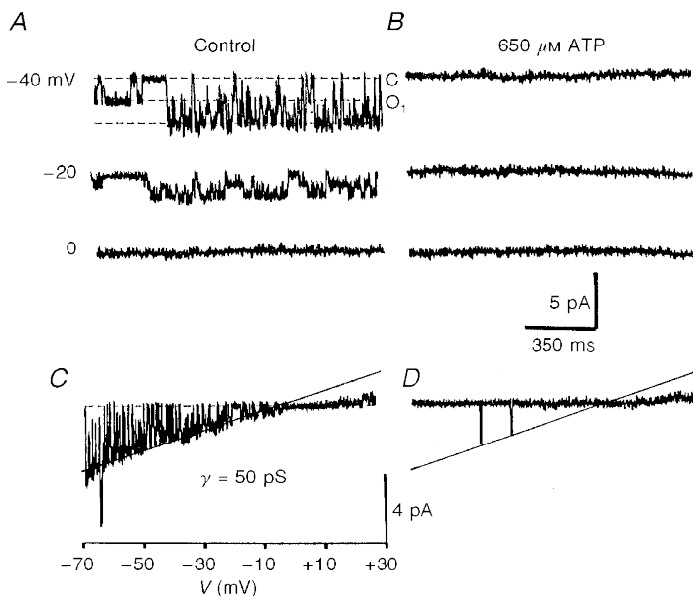 A
B
Control
650 μM ATP
−40 mV
C
O₁
−20
0
5 pA
350 ms
C
D
γ = 50 pS
4 pA
−70 −50 −30 −10 +10 +30
V (mV)